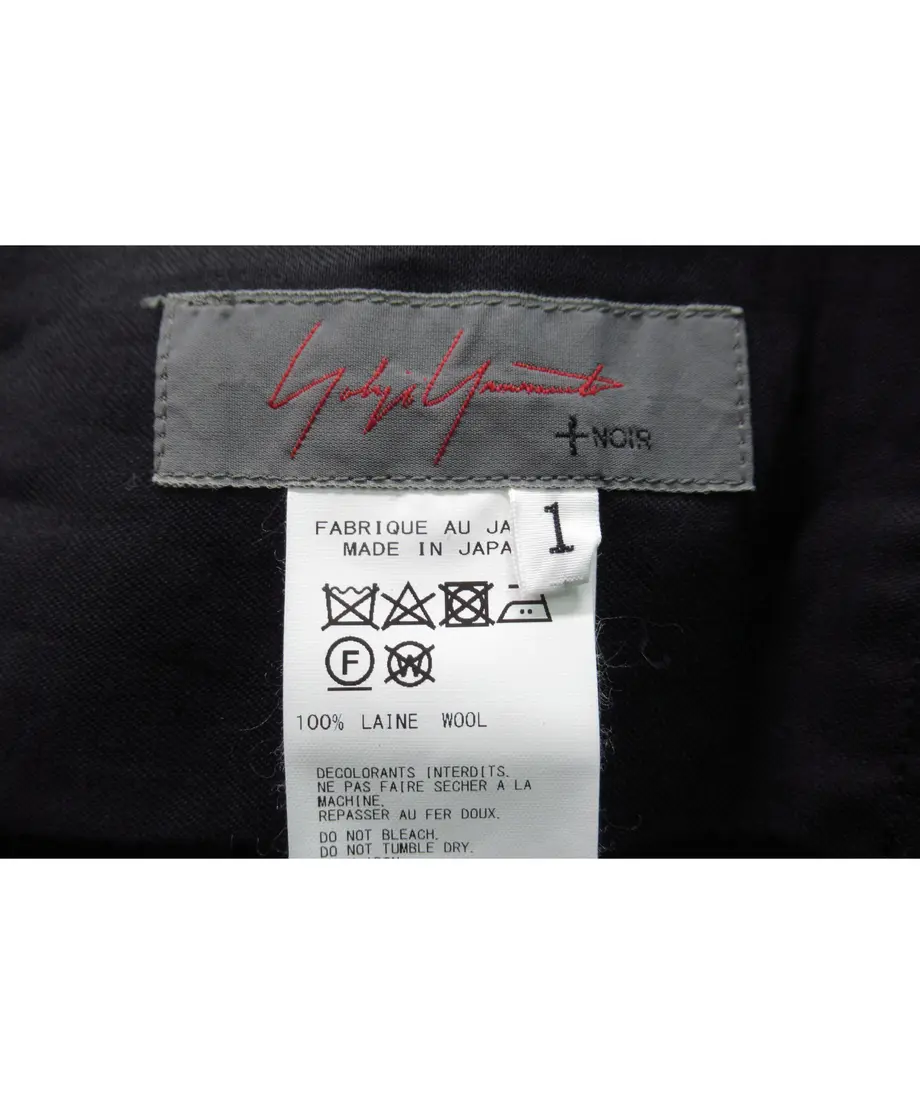 Yohji Yamamoto
+NOIR
1
FABRIQUE AU JA
MADE IN JAPA
F
W
100% LAINE WOOL
DECOLORANTS INTERDITS.
NE PAS FAIRE SECHER A LA
MACHINE.
REPASSER AU FER DOUX.
DO NOT BLEACH.
DO NOT TUMBLE DRY.